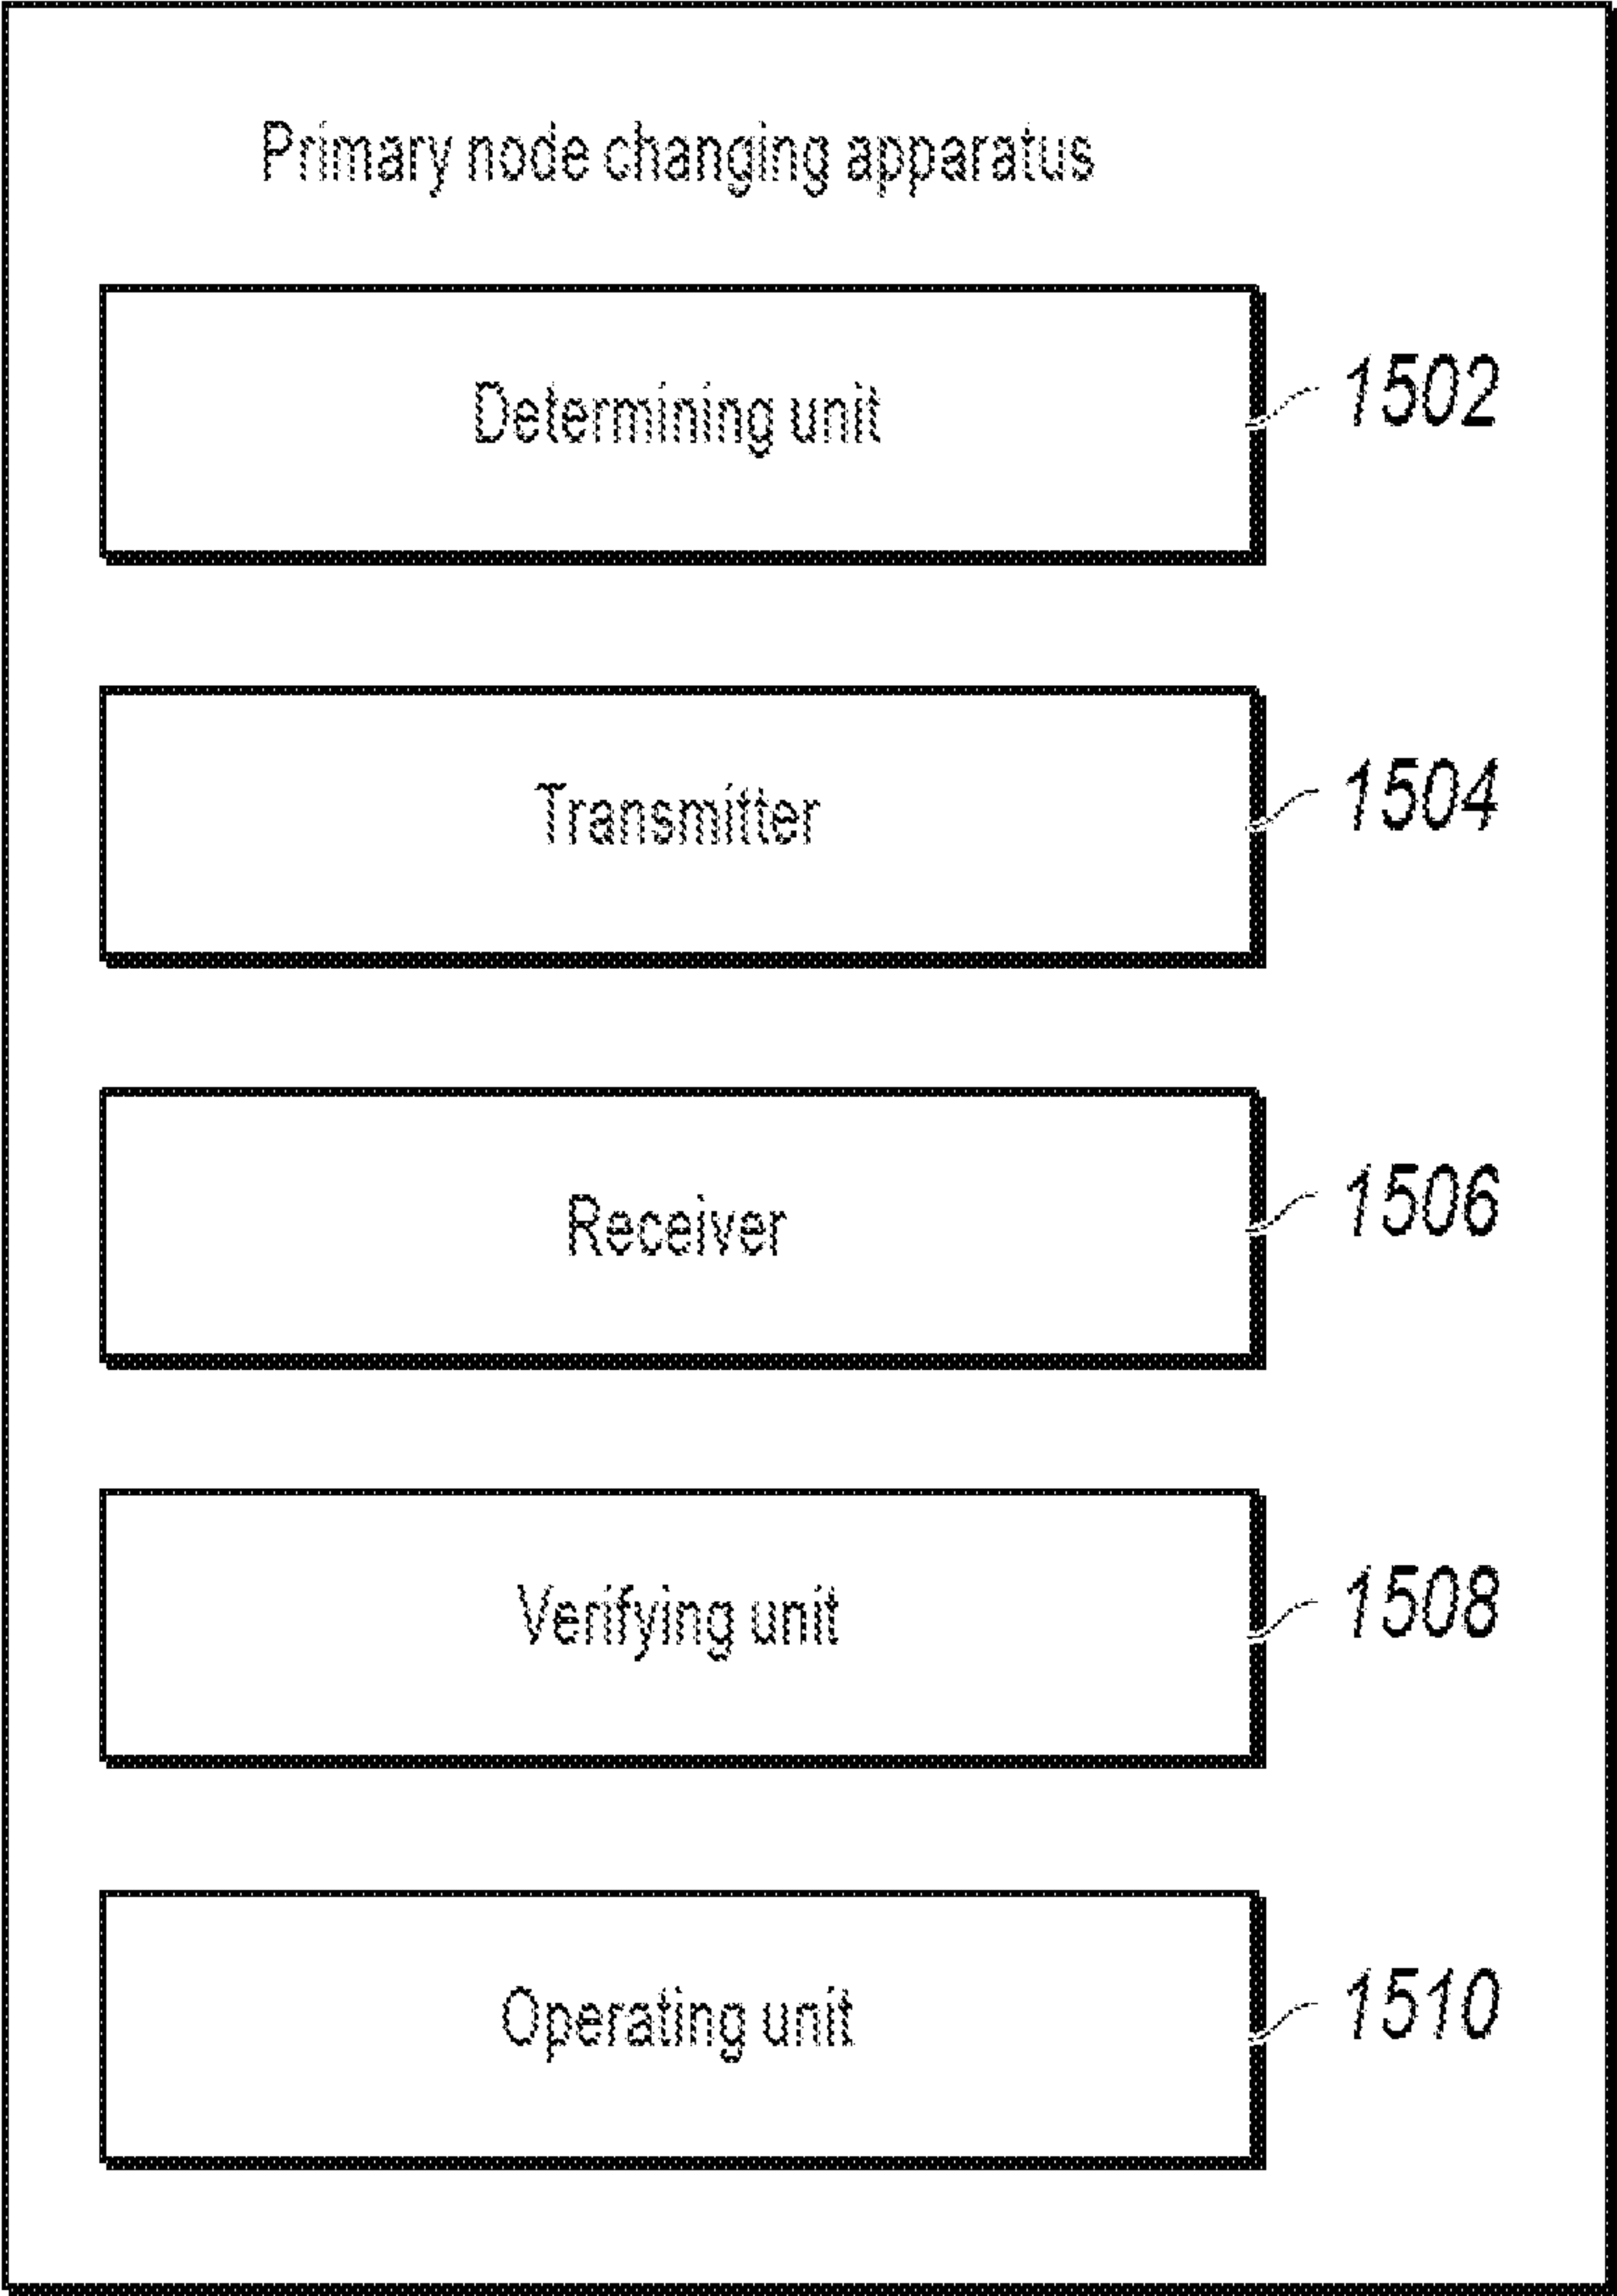 Primary node changing apparatus
Determining unit
1502
Transmitter
1504
Receiver
1506
Verifying unit
1508
Operating unit
1510